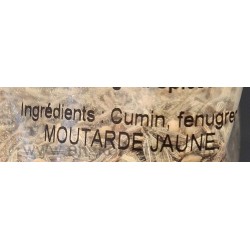 Ingrédients : Cumin, fenugre
MOUTARDE JAUNE,